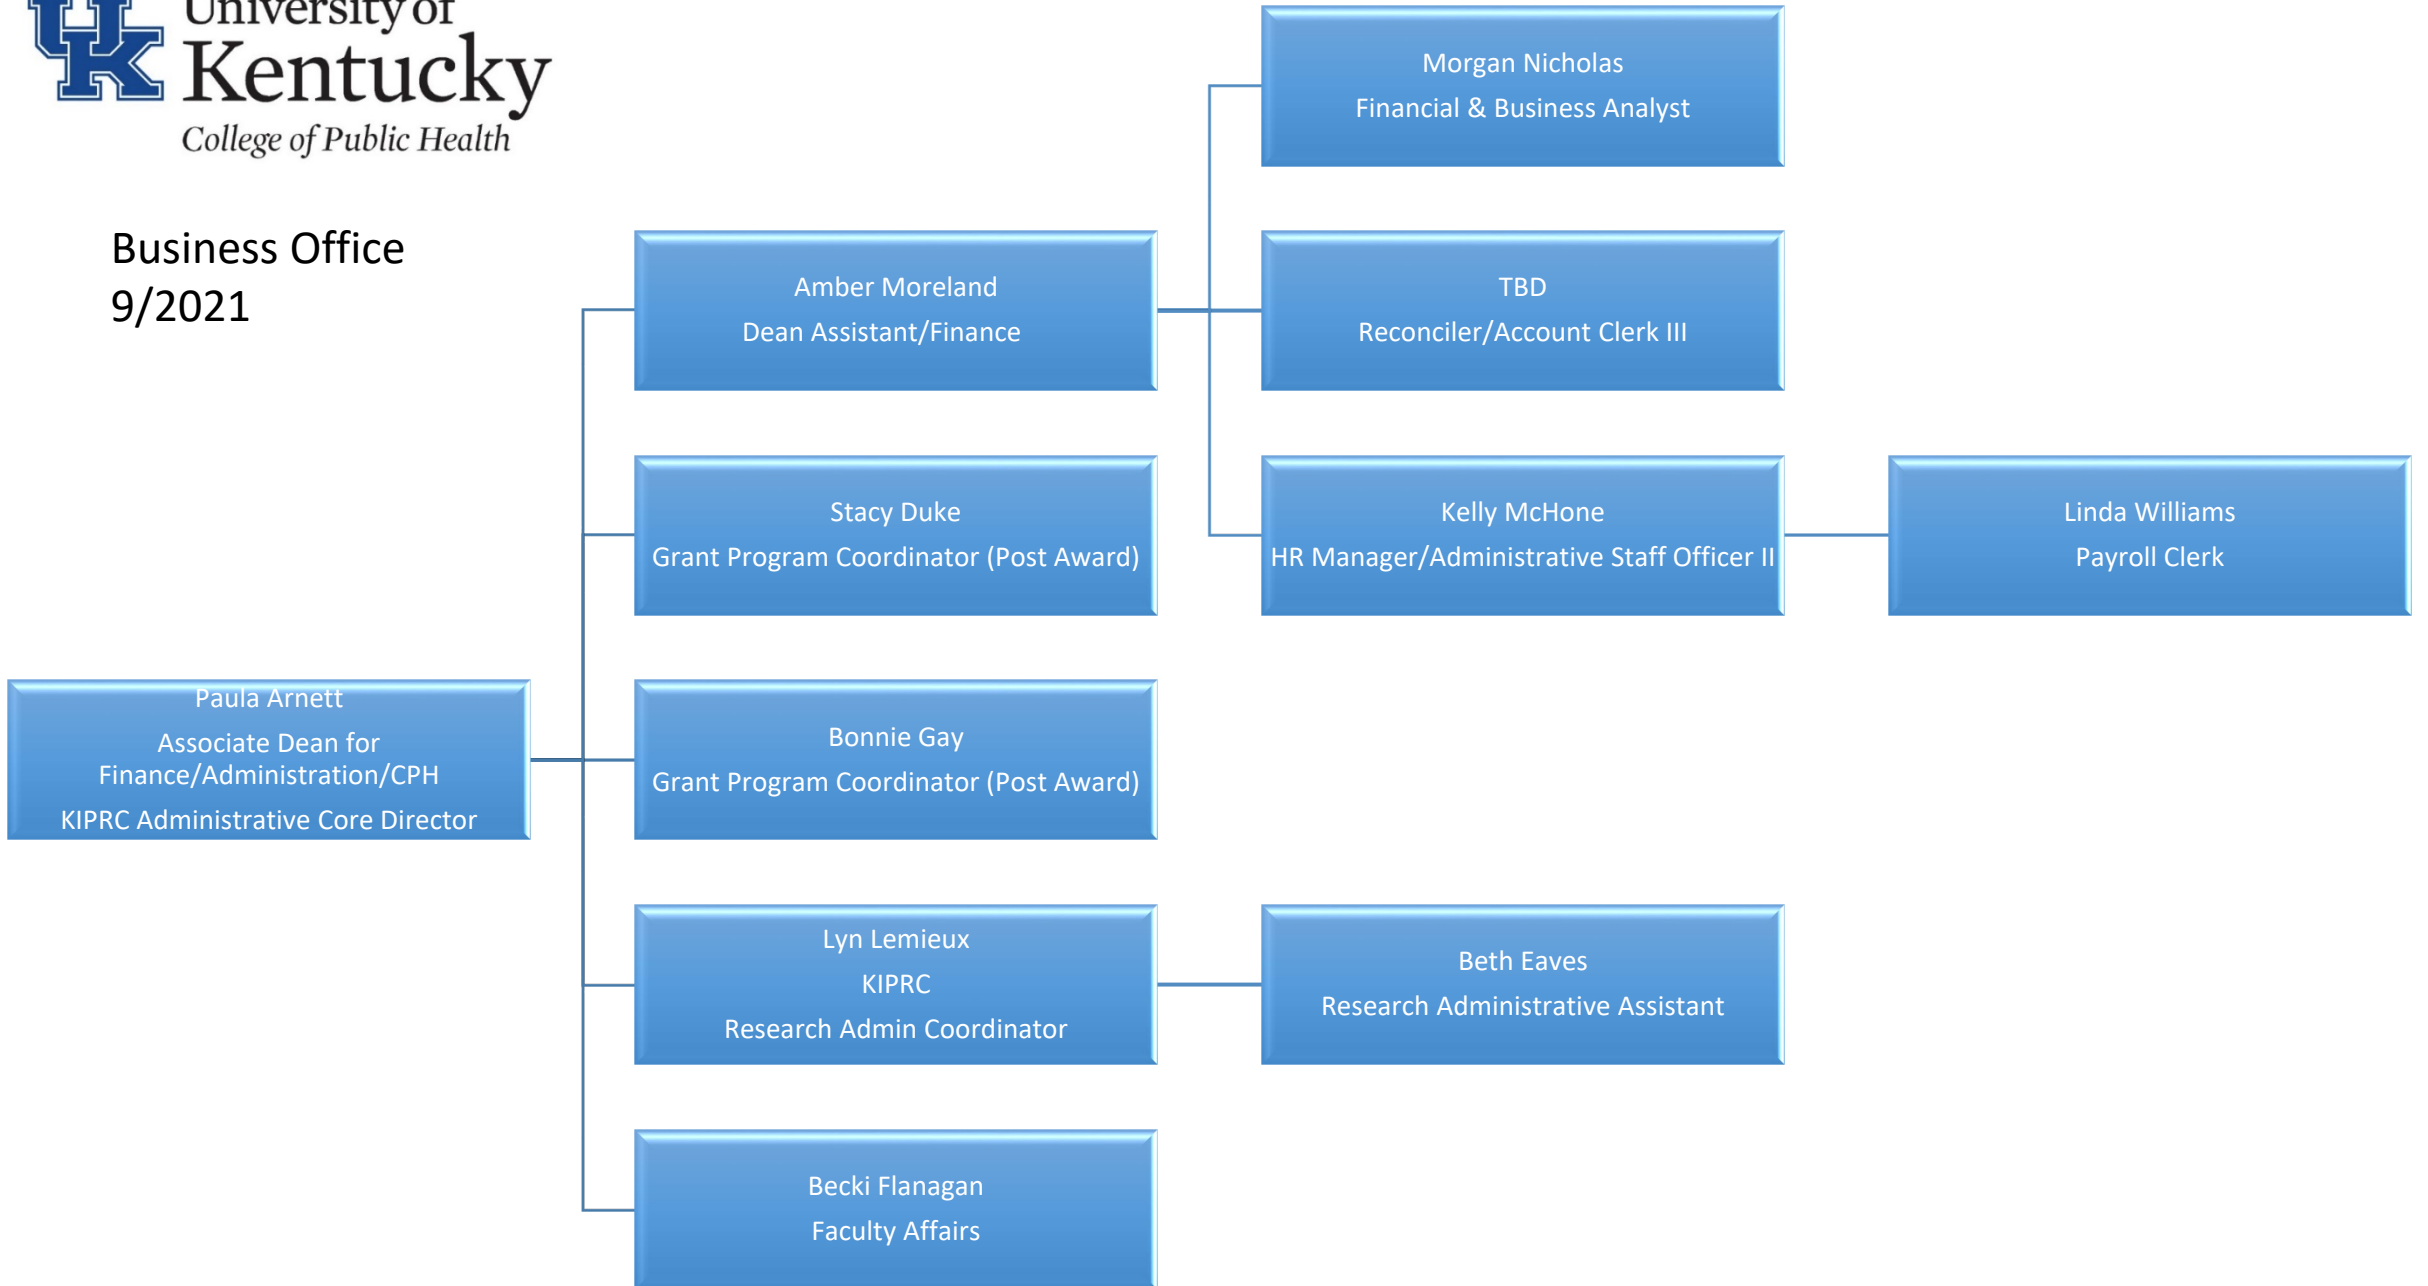 UK
University of
Kentucky
College of Public Health
Business Office
9/2021
Paula Arnett
Associate Dean for
Finance/Administration/CPH
KIPRC Administrative Core Director
Amber Moreland
Dean Assistant/Finance
Morgan Nicholas
Financial & Business Analyst
TBD
Reconciler/Account Clerk III
Kelly McHone
HR Manager/Administrative Staff Officer II
Linda Williams
Payroll Clerk
Stacy Duke
Grant Program Coordinator (Post Award)
Bonnie Gay
Grant Program Coordinator (Post Award)
Lyn Lemieux
KIPRC
Research Admin Coordinator
Beth Eaves
Research Administrative Assistant
Becki Flanagan
Faculty Affairs